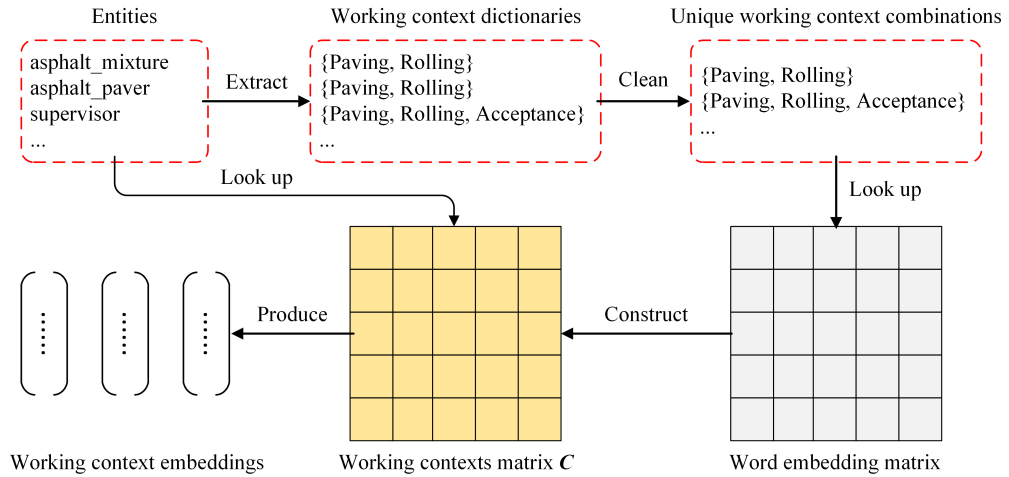 Entities
Working context dictionaries
Unique working context combinations
asphalt_mixture
asphalt_paver
supervisor
...
Extract
{Paving, Rolling}
{Paving, Rolling}
{Paving, Rolling, Acceptance}
...
Clean
{Paving, Rolling}
{Paving, Rolling, Acceptance}
...
Look up
Look up
Produce
Construct
Working context embeddings
Working contexts matrix C
Word embedding matrix